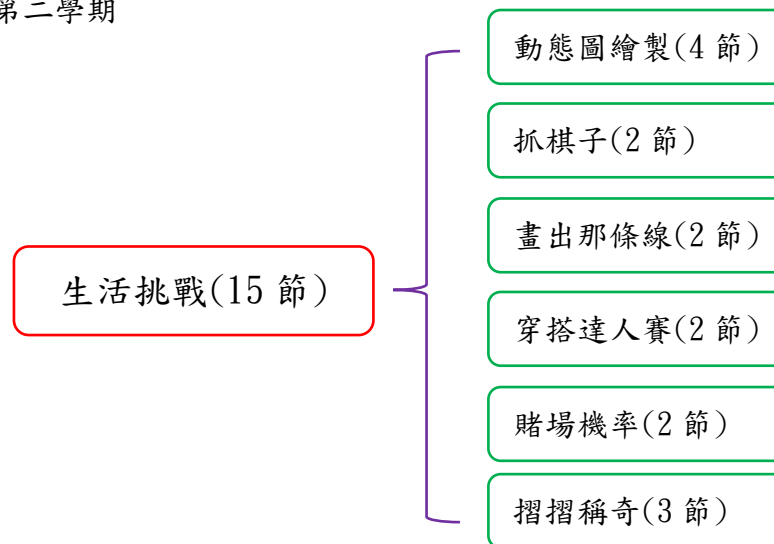 第二學期
動態圖繪製(4 節)
抓棋子(2 節)
畫出那條線(2 節)
生活挑戰(15 節)
穿搭達人賽(2 節)
賭場機率(2 節)
摺摺稱奇(3 節)